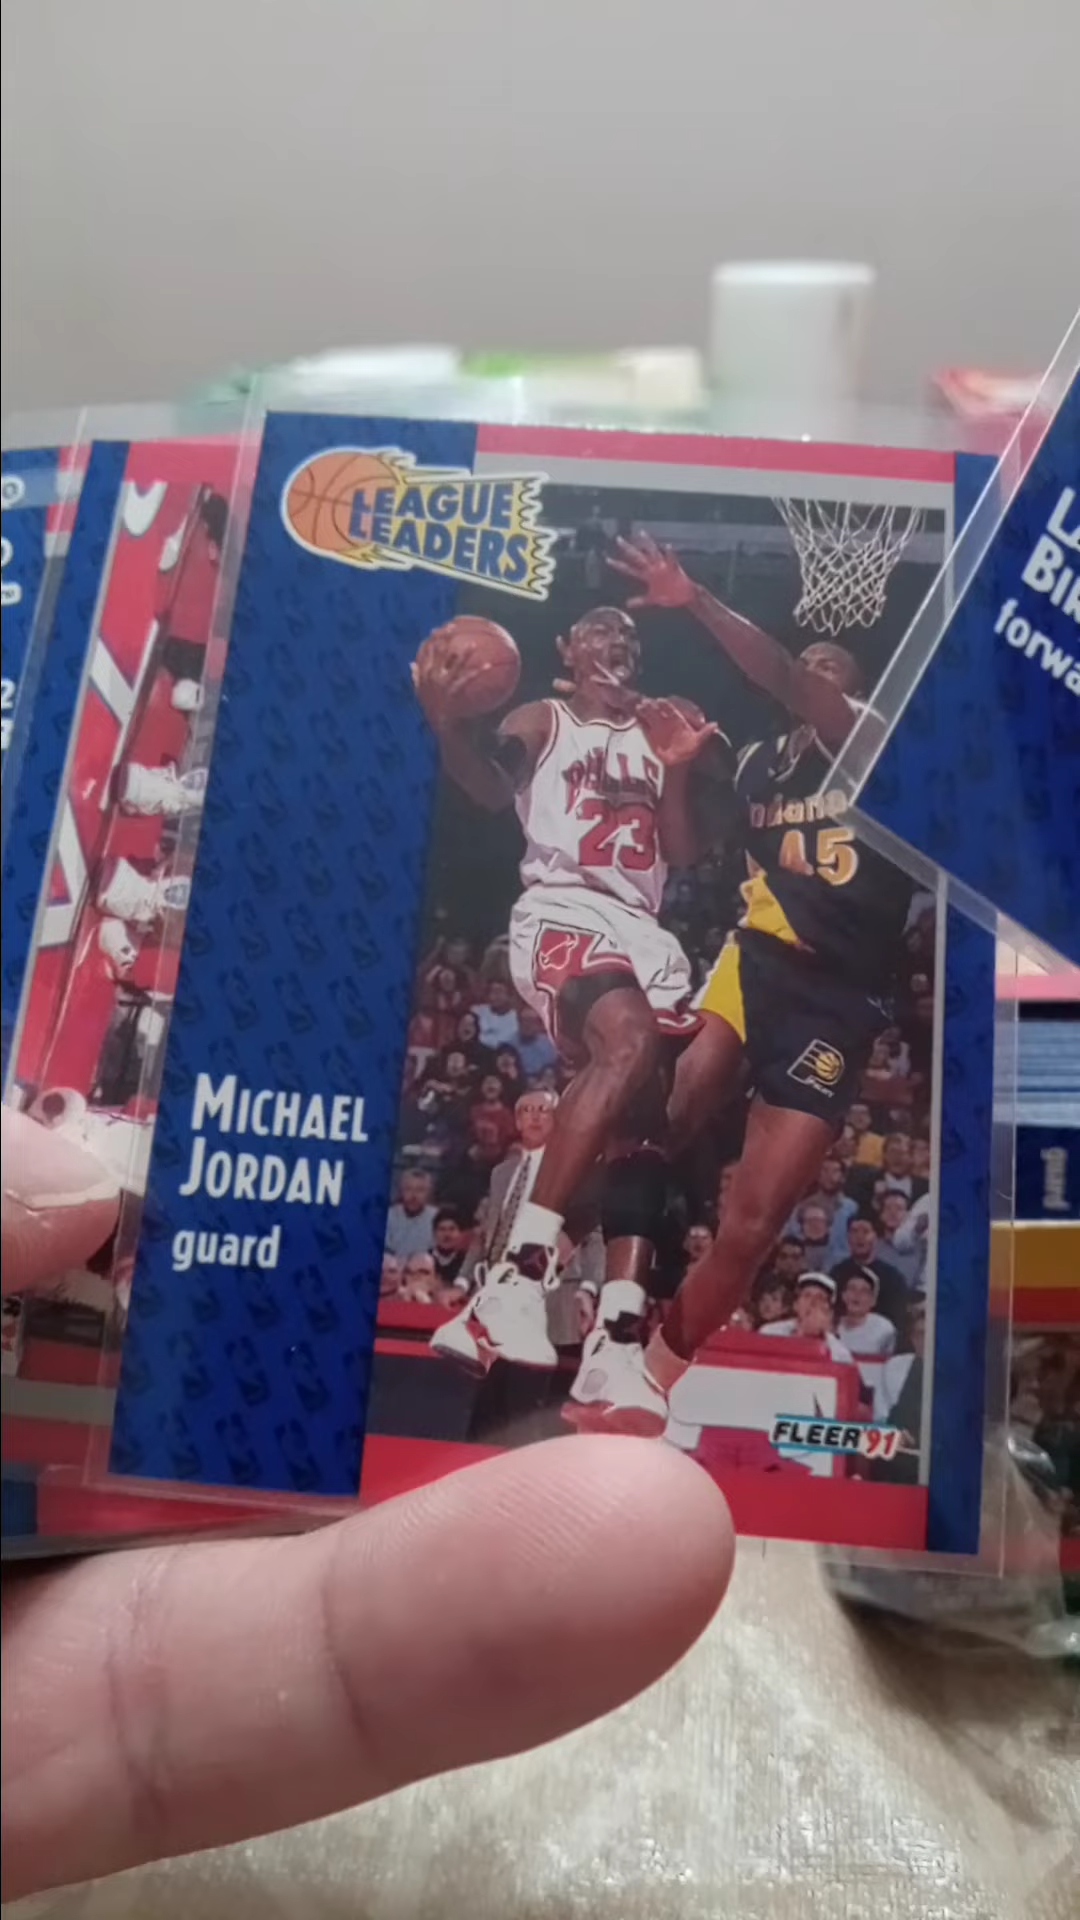 LEAGUE
LEADERS
BULLS
23
Indiana
45
MICHAEL
JORDAN
guard
FLEER '91